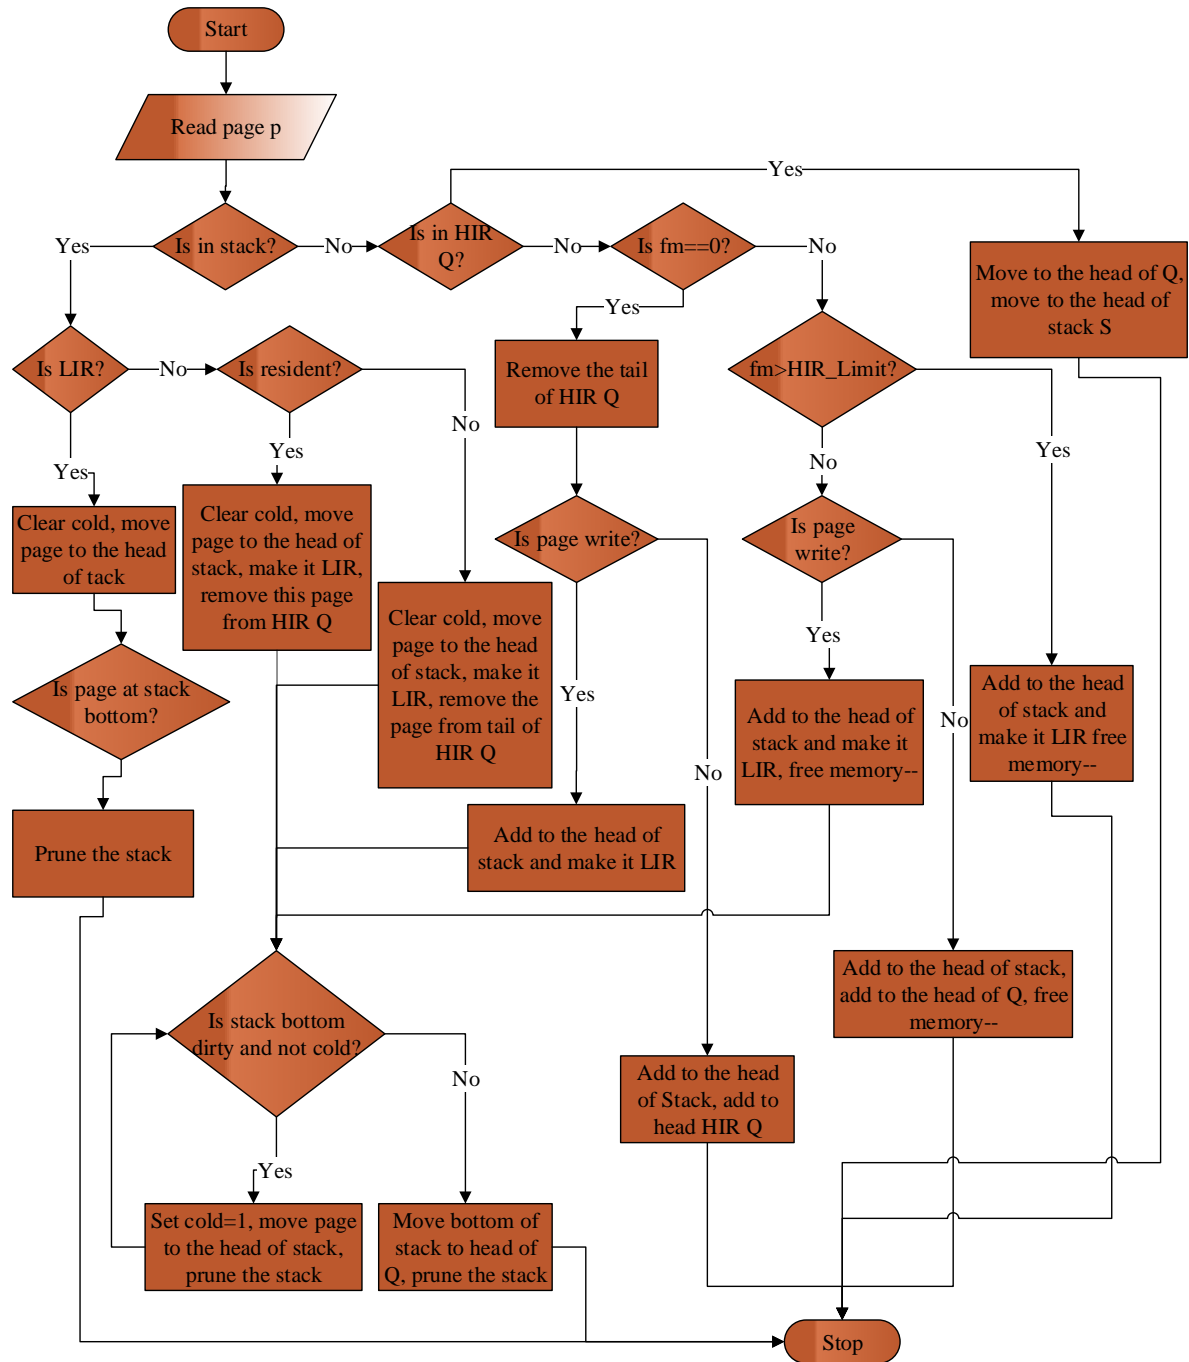 Start
Read page p
Yes
Is in stack?
No
Is in HIR
Q?
No
Is fm==0?
No
Yes
Move to the head of Q,
move to the head of
stack S
Yes
Is LIR?
No
Is resident?
Remove the tail
of HIR Q
fm>HIR_Limit?
No
Yes
Yes
Yes
No
Clear cold, move
page to the head
of tack
Clear cold, move
page to the head of
stack, make it LIR,
remove this page
from HIR Q
Is page write?
Is page
write?
Clear cold, move
page to the head
of stack, make it
LIR, remove the
page from tail of
HIR Q
Yes
Is page at stack
bottom?
Yes
No
No
Add to the head of
stack and make it
LIR, free memory--
Add to the head
of stack and
make it LIR free
memory--
Prune the stack
Add to the head of
stack and make it LIR
Add to the head of stack,
add to the head of Q, free
memory--
Is stack bottom
dirty and not cold?
No
Add to the head
of Stack, add to
head HIR Q
Yes
Set cold=1, move page
to the head of stack,
prune the stack
Move bottom of
stack to head of
Q, prune the stack
Stop